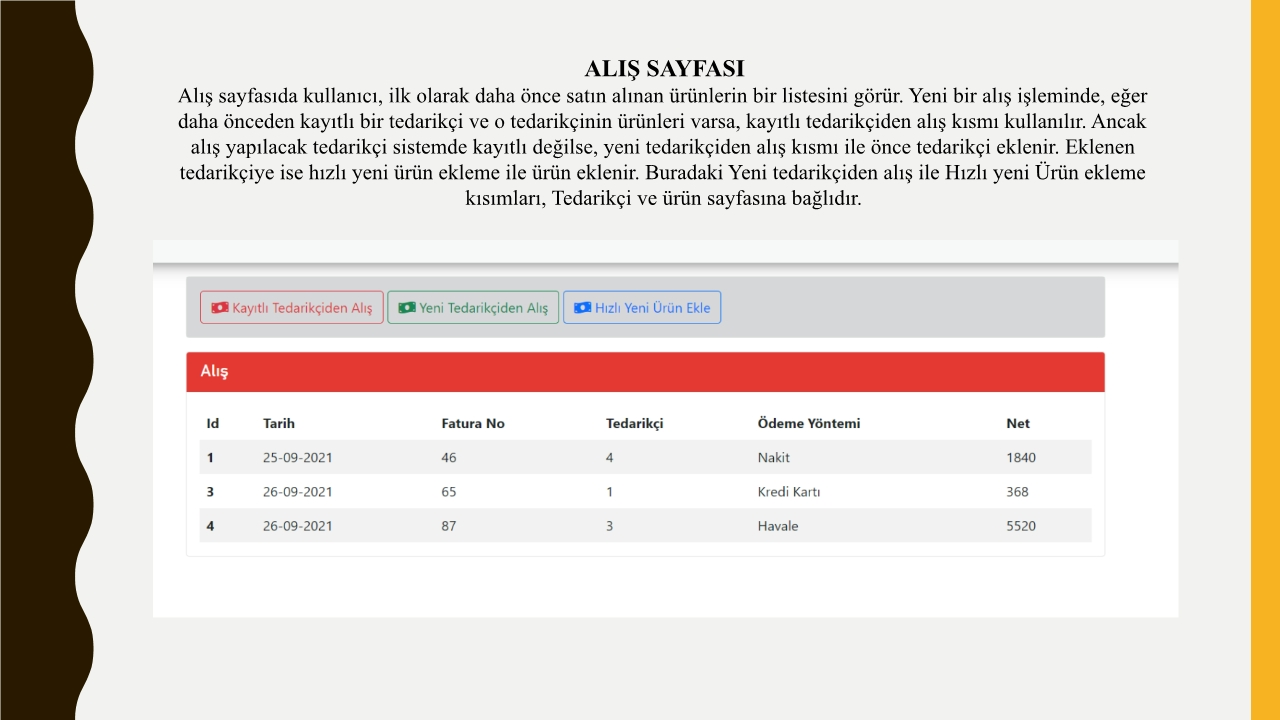 ALIŞ SAYFASI
Alış sayfasıda kullanıcı, ilk olarak daha önce satın alınan ürünlerin bir listesini görür. Yeni bir alış işleminde, eğer
daha önceden kayıtlı bir tedarikçi ve o tedarikçinin ürünleri varsa, kayıtlı tedarikçiden alış kısmı kullanılır. Ancak
alış yapılacak tedarikçi sistemde kayıtlı değilse, yeni tedarikçiden alış kısmı ile önce tedarikçi eklenir. Eklenen
tedarikçiye ise hızlı yeni ürün ekleme ile ürün eklenir. Buradaki Yeni tedarikçiden alış ile Hızlı yeni Ürün ekleme
kısımları, Tedarikçi ve ürün sayfasına bağlıdır.
Kayıtlı Tedarikçiden Alış Yeni Tedarikçiden Alış Hızlı Yeni Ürün Ekle
Alış
Id Tarih Fatura No Tedarikçi Ödeme Yöntemi Net
1 25-09-2021 46 4 Nakit 1840
3 26-09-2021 65 1 Kredi Kartı 368
4 26-09-2021 87 3 Havale 5520